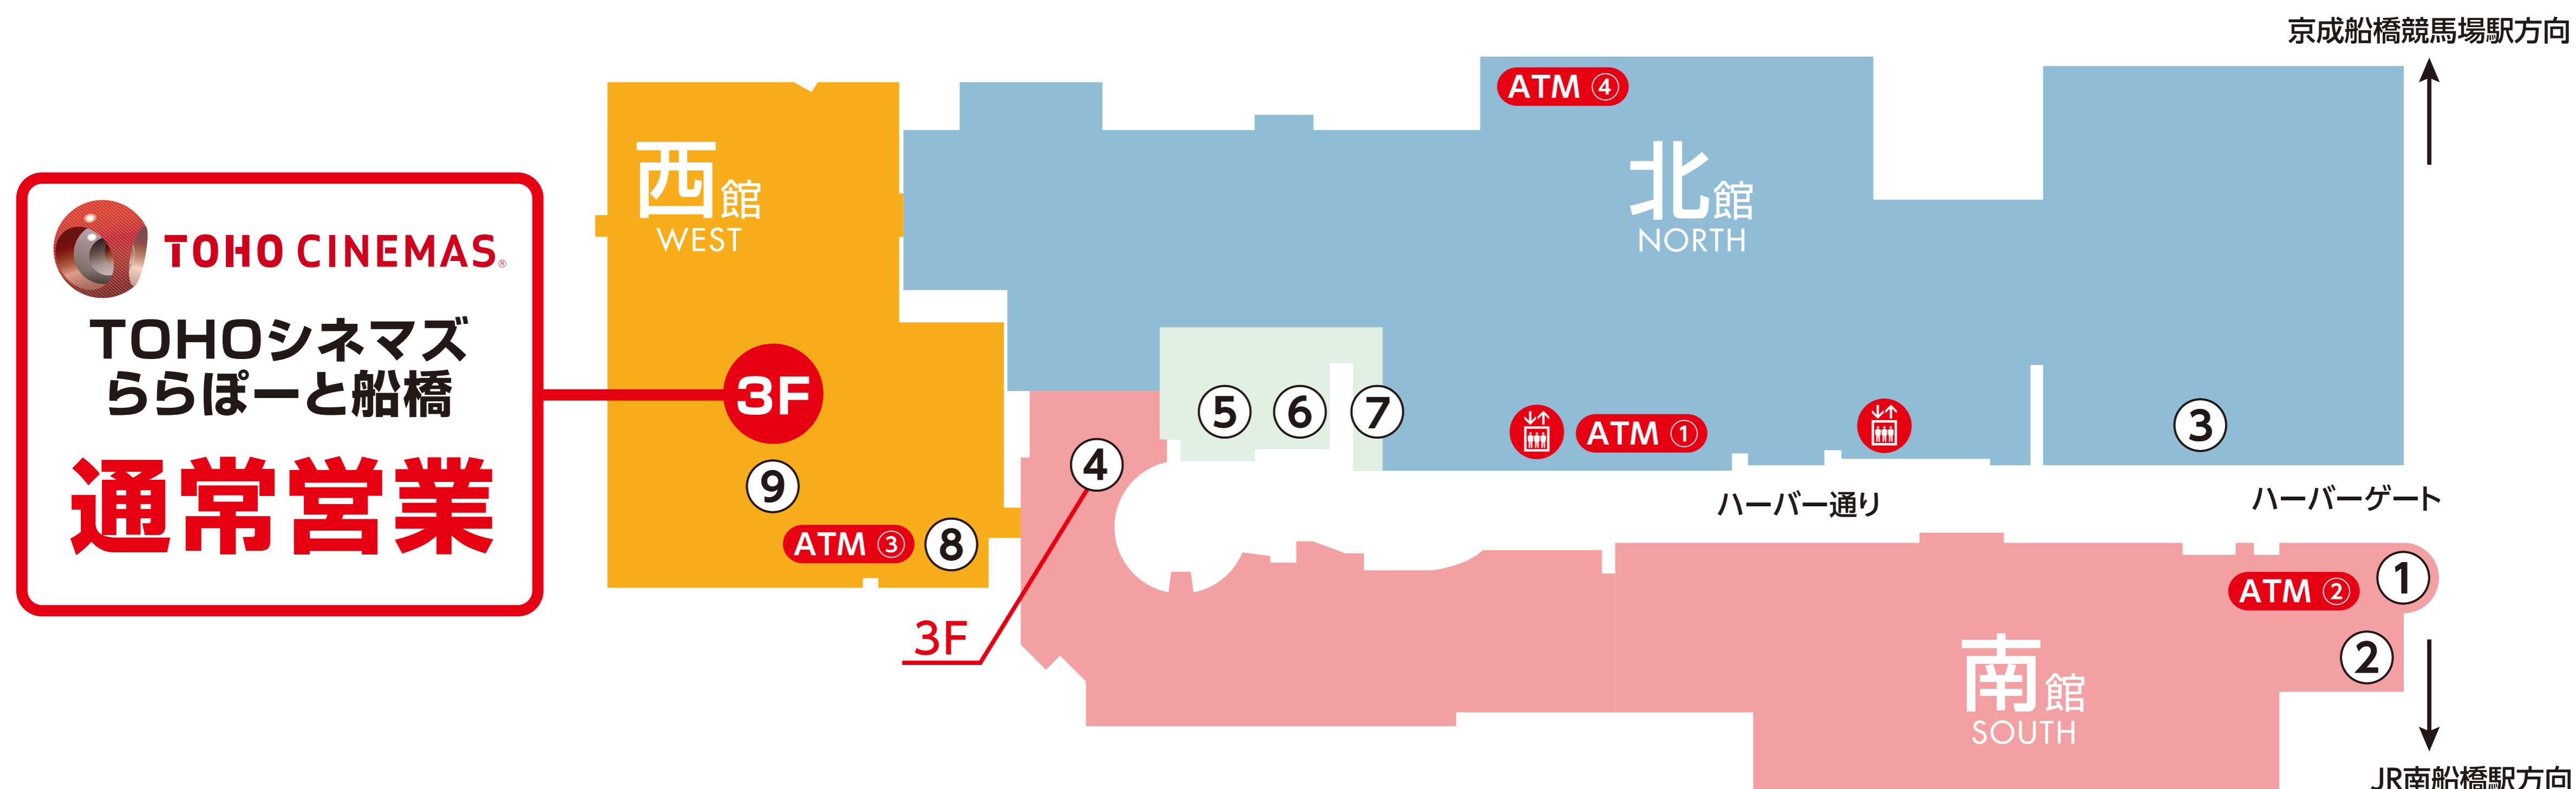 京成船橋競馬場駅方向
ATM ④
西館
WEST
北館
NORTH
TOHO CINEMAS®
TOHOシネマズ
ららぽーと船橋
通常営業
3F
⑤
⑥
⑦
ATM ①
③
④
⑨
ハーバー通り
ハーバーゲート
ATM ③
⑧
ATM ②
①
②
3F
南館
SOUTH
JR南船橋駅方向